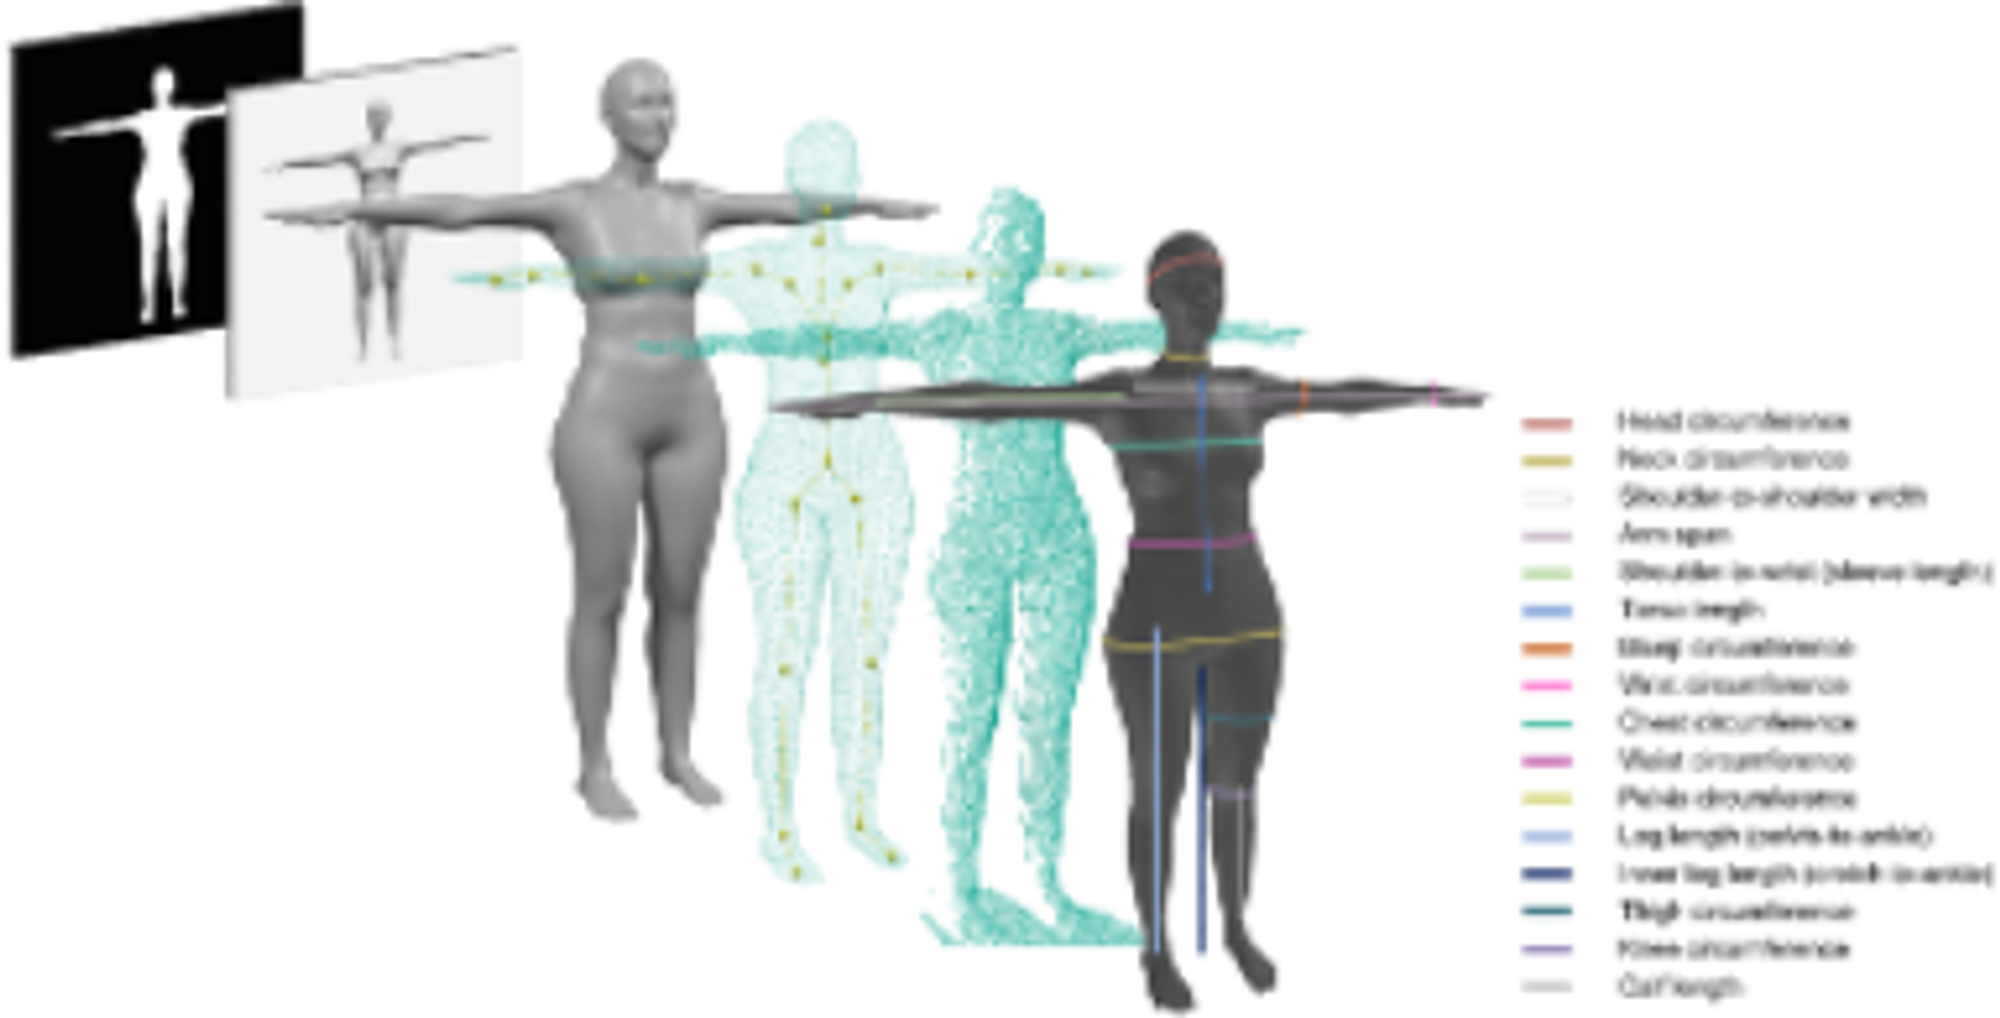 Head circumference
Neck circumference
Shoulder-to-shoulder width
Arm span
Shoulder-to-wrist (sleeve length)
Torso length
Bicep circumference
Wrist circumference
Chest circumference
Waist circumference
Pelvis circumference
Leg length (pelvis-to-ankle)
Inner leg length (crotch-to-ankle)
Thigh circumference
Knee circumference
Calf length